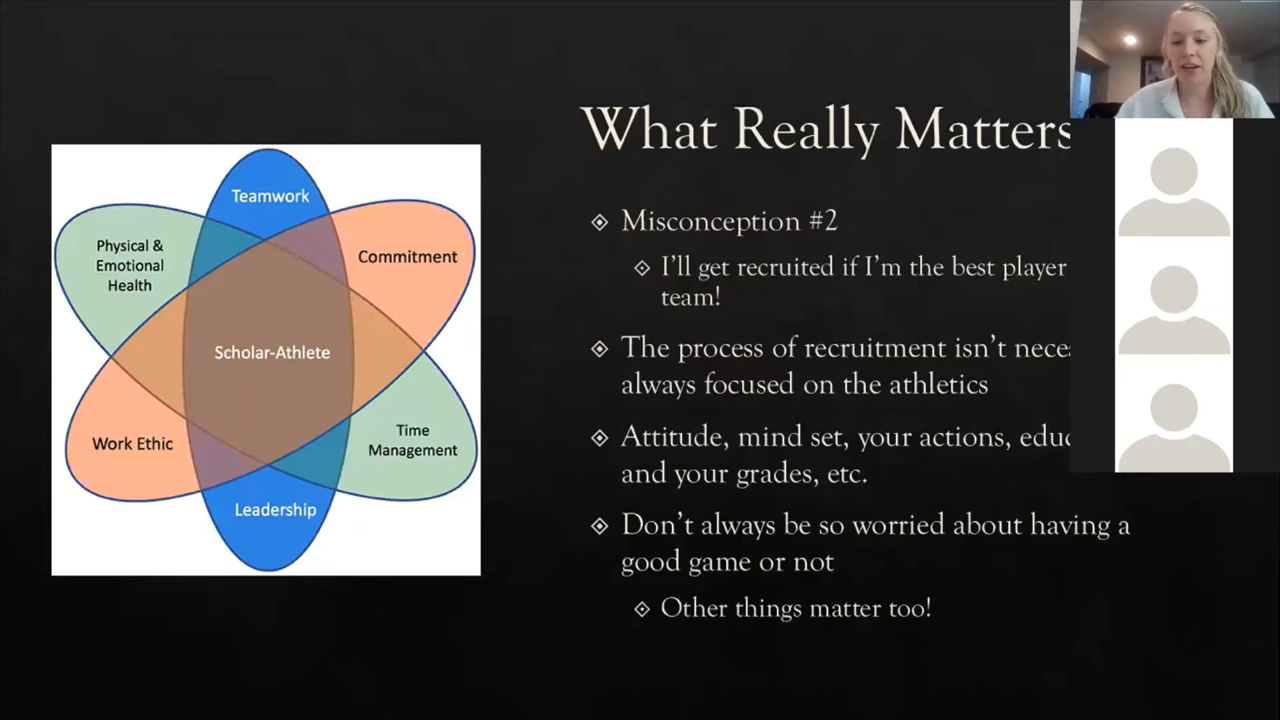 What Really Matters
Misconception #2
I'll get recruited if I'm the best player
team!
The process of recruitment isn't
always focused on the athletics
Attitude, mind set, your actions,
and your grades, etc.
Don't always be so worried about having a
good game or not
Other things matter too!
Teamwork
Physical &
Emotional
Health
Commitment
Scholar-Athlete
Work Ethic
Time
Management
Leadership